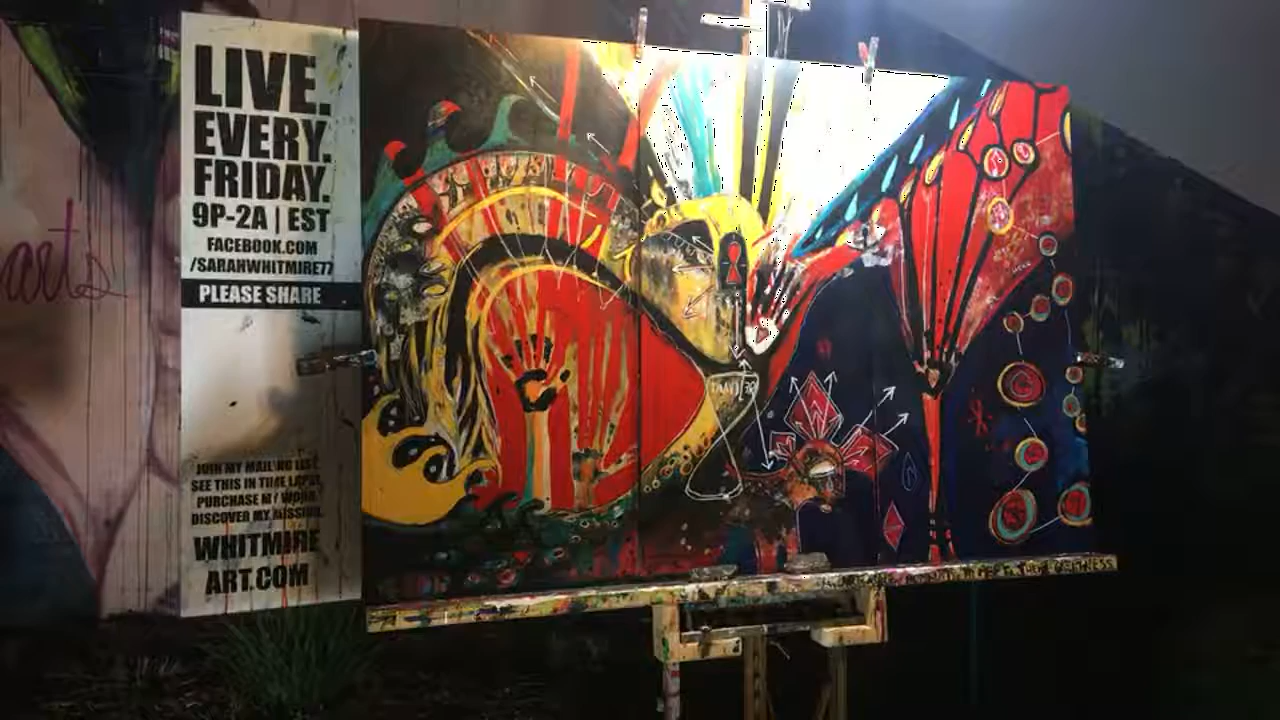 LIVE.
EVERY.
FRIDAY.
9P-2A | EST
FACEBOOK.COM
/SARAHWHITMIRE77
PLEASE SHARE
JOIN MY MAILING LIST.
SEE THIS IN TIME LAPSE.
PURCHASE MY WORK.
DISCOVER MY MISSION.
WHITMIRE
ART.COM
arts